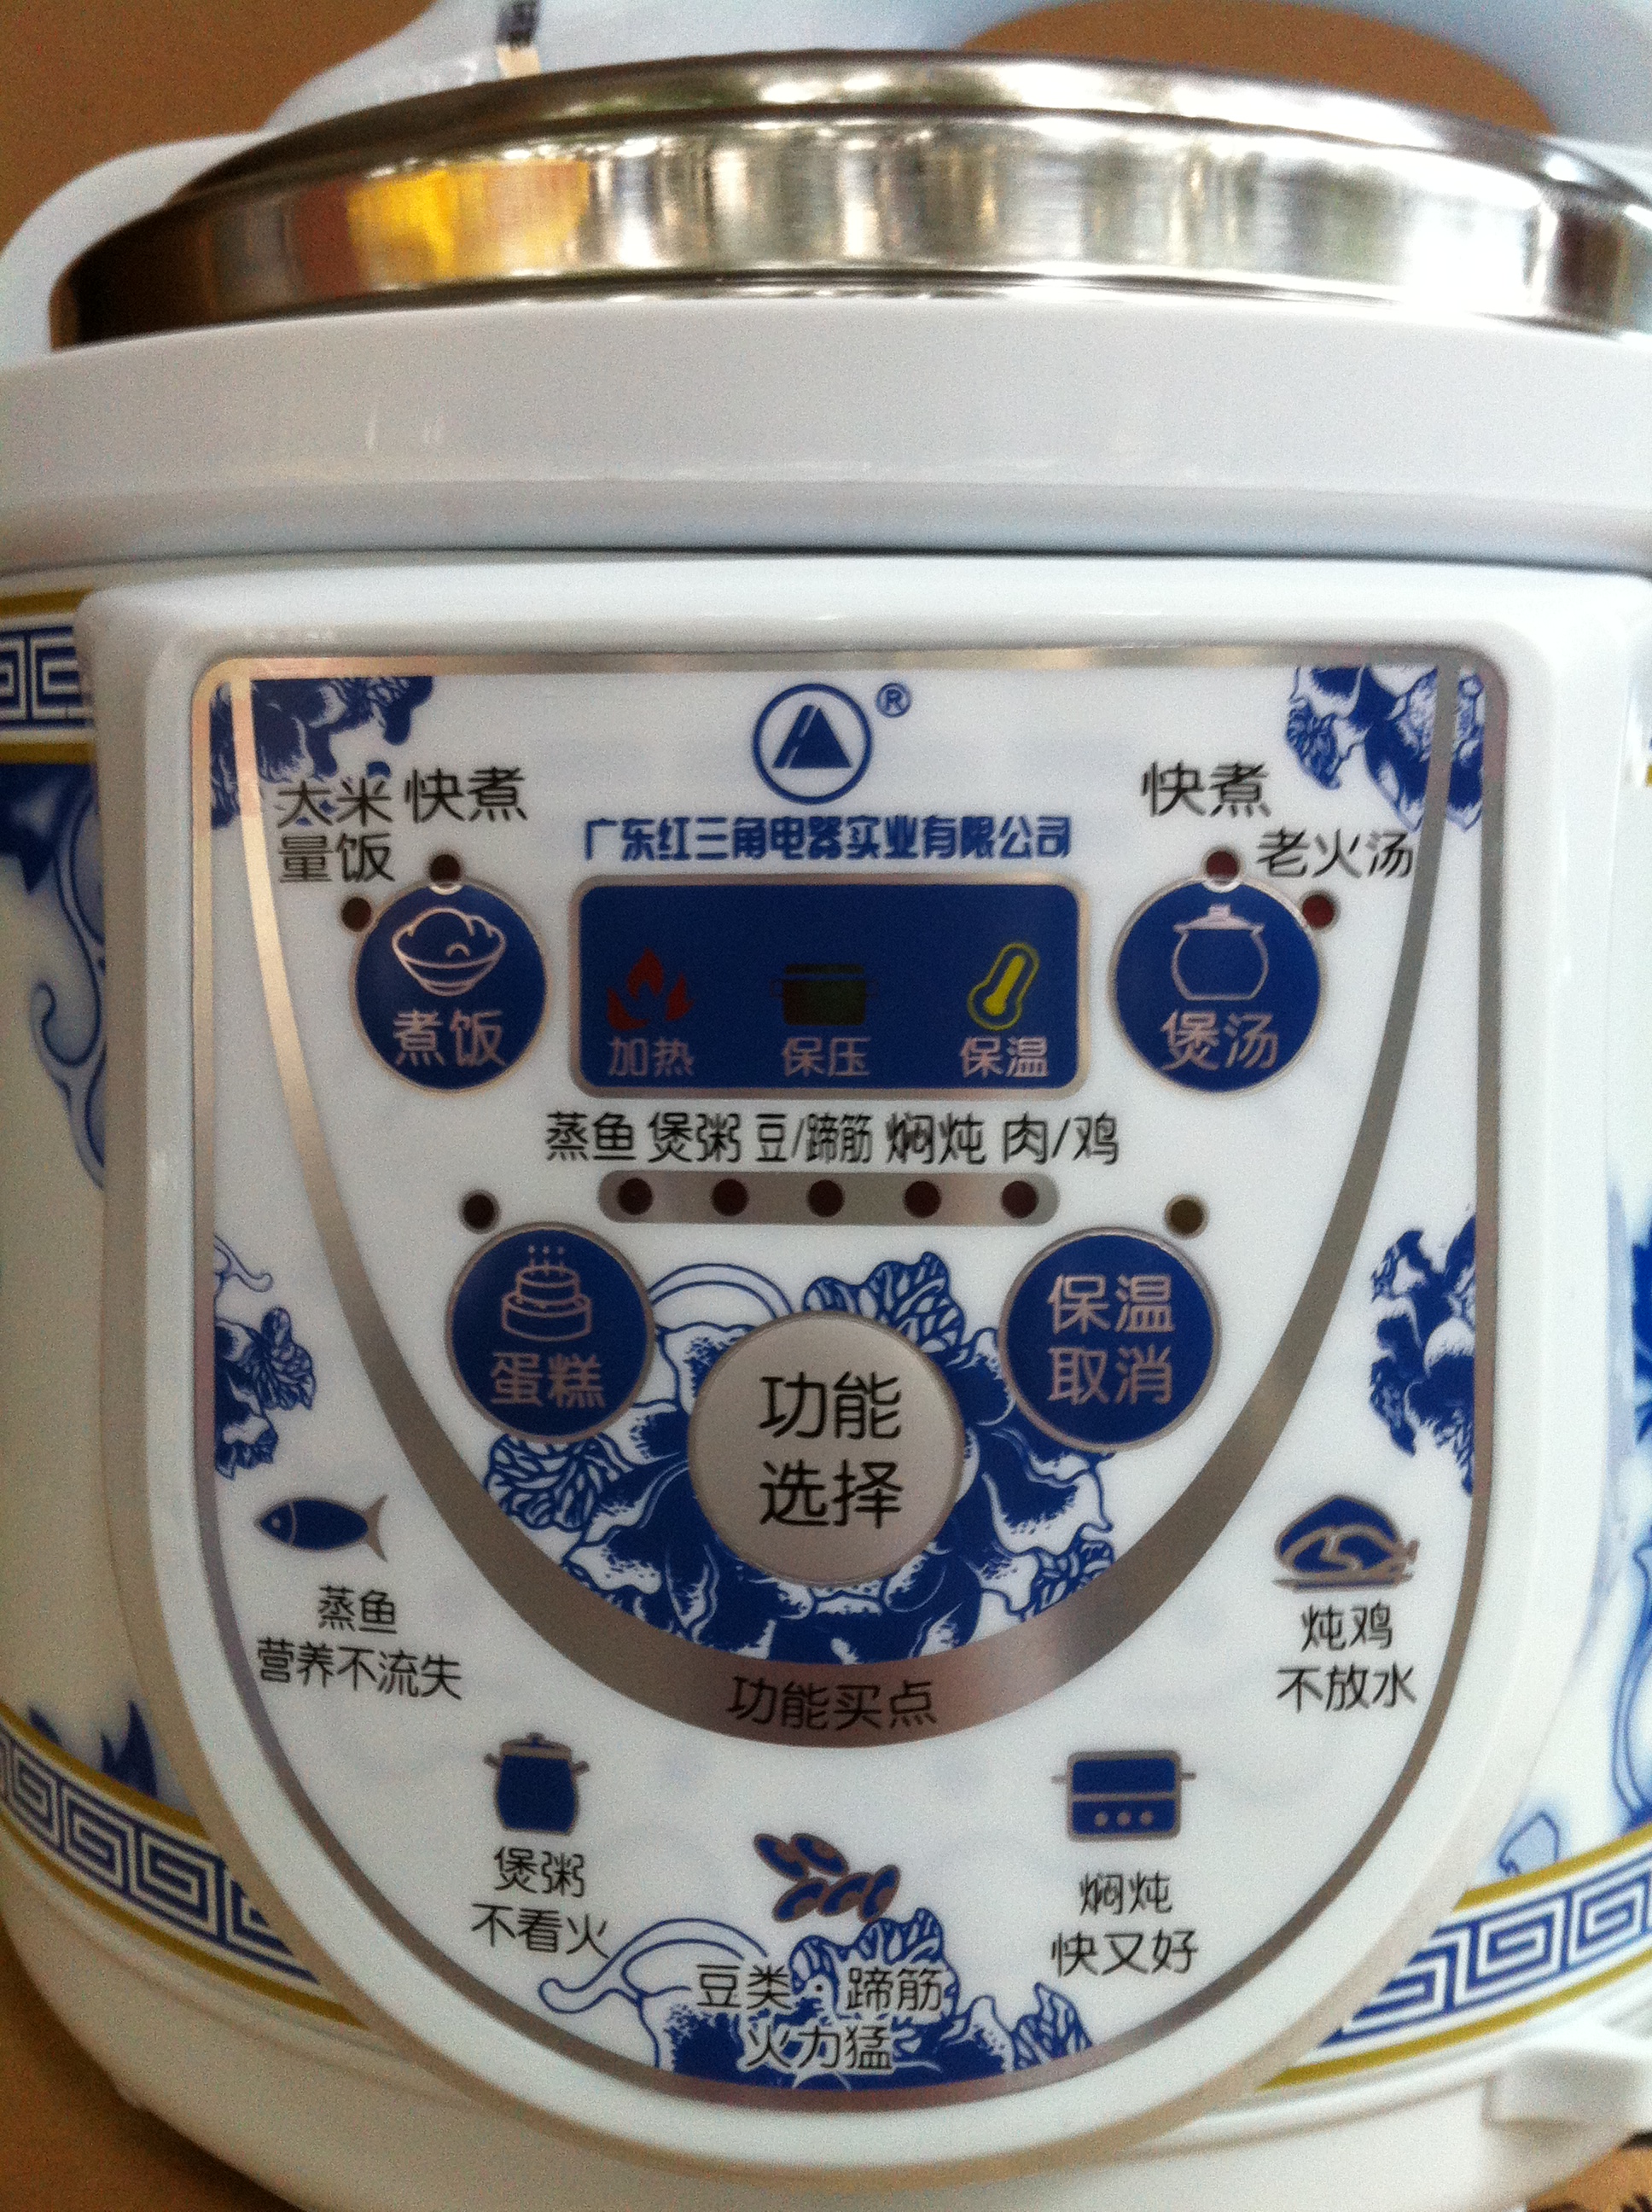 ®
大米 快煮
量饭
快煮
老火汤
广东红三角电器实业有限公司
煮饭
加热 保压 保温
煲汤
蒸鱼 煲粥 豆/蹄筋 焖炖 肉/鸡
蛋糕
保温
取消
功能
选择
功能买点
蒸鱼
营养不流失
炖鸡
不放水
煲粥
不看火
焖炖
快又好
豆类 蹄筋
火力猛